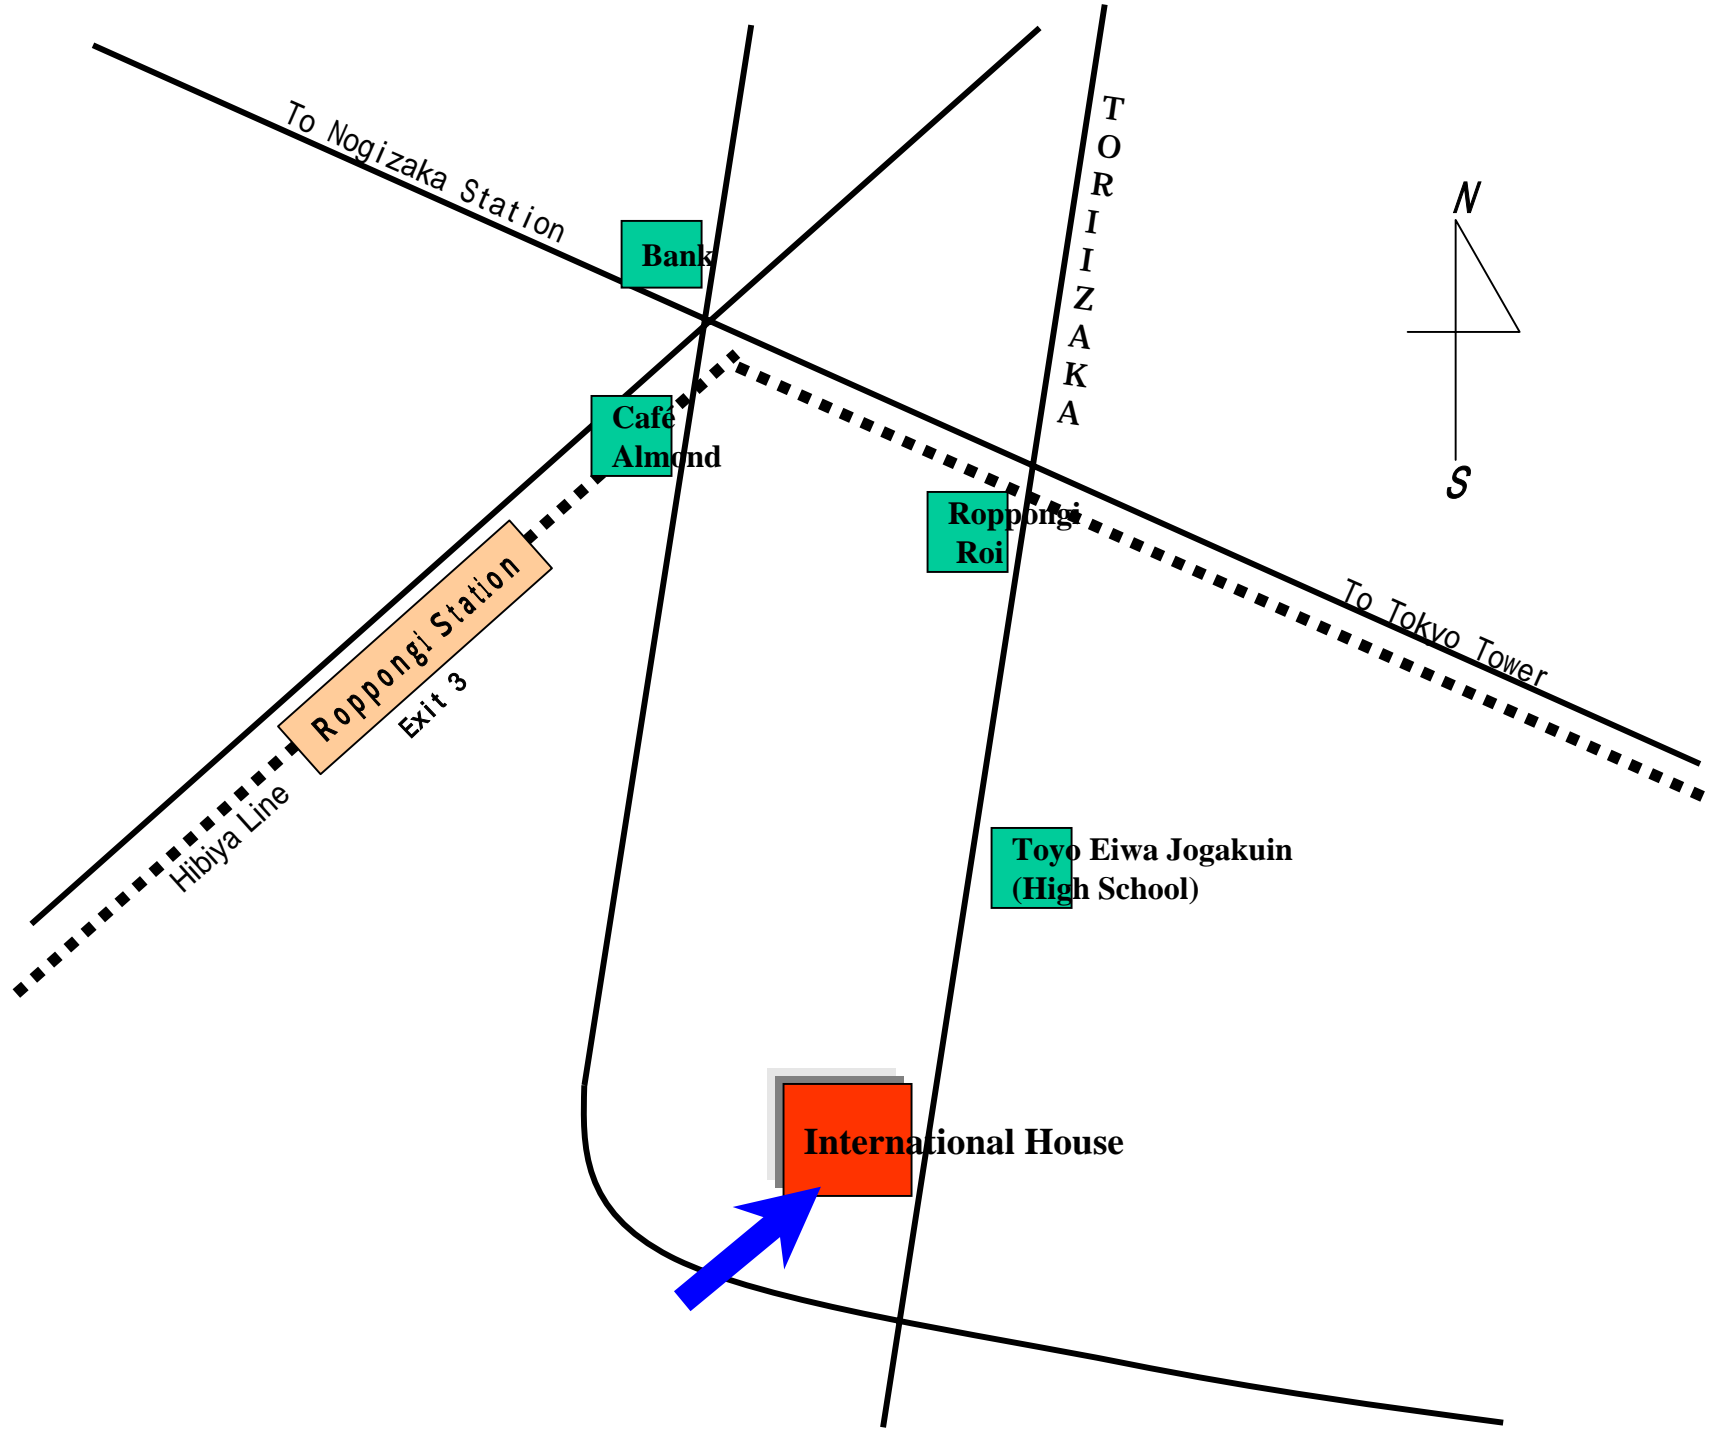 To Nogizaka Station
TORIIZAKA
N
Bank
Café
Almond
S
Roppongi
Roi
Roppongi Station
Exit 3
To Tokyo Tower
Hibiya Line
Toyo Eiwa Jogakuin
(High School)
International House